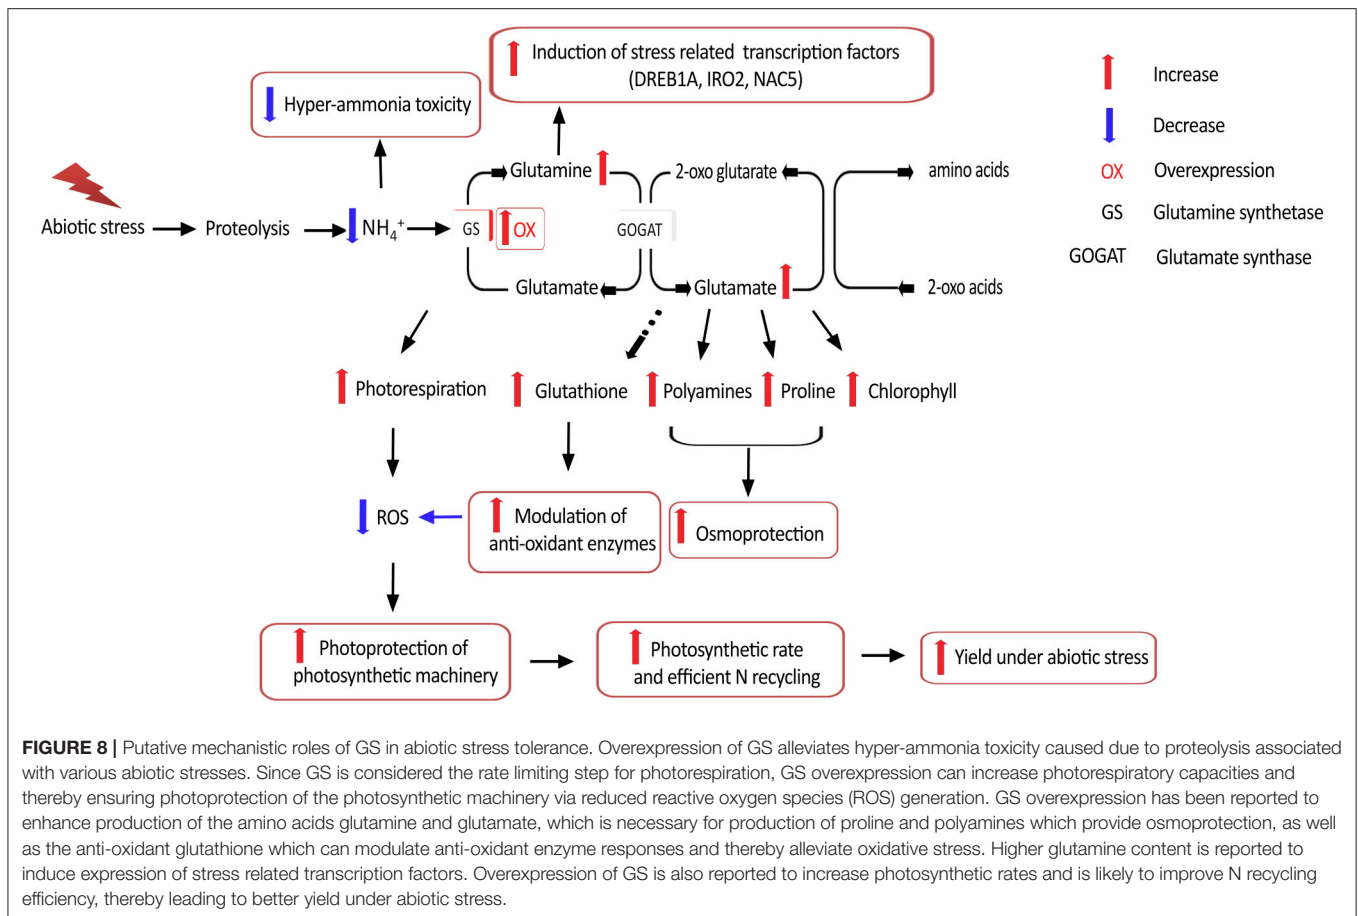 Induction of stress related transcription factors
(DREB1A, IRO2, NAC5)
Increase
Hyper-ammonia toxicity
Decrease
Glutamine
2-oxo glutarate
amino acids
OX Overexpression
Abiotic stress
Proteolysis
NH₄⁺
GS
OX
GOGAT
GS Glutamine synthetase
GOGAT Glutamate synthase
Glutamate
Glutamate
2-oxo acids
Photorespiration
Glutathione
Polyamines
Proline
Chlorophyll
ROS
Modulation of
anti-oxidant enzymes
Osmoprotection
Photoprotection of
photosynthetic machinery
Photosynthetic rate
and efficient N recycling
Yield under abiotic stress
FIGURE 8 | Putative mechanistic roles of GS in abiotic stress tolerance. Overexpression of GS alleviates hyper-ammonia toxicity caused due to proteolysis associated
with various abiotic stresses. Since GS is considered the rate limiting step for photorespiration, GS overexpression can increase photorespiratory capacities and
thereby ensuring photoprotection of the photosynthetic machinery via reduced reactive oxygen species (ROS) generation. GS overexpression has been reported to
enhance production of the amino acids glutamine and glutamate, which is necessary for production of proline and polyamines which provide osmoprotection, as well
as the anti-oxidant glutathione which can modulate anti-oxidant enzyme responses and thereby alleviate oxidative stress. Higher glutamine content is reported to
induce expression of stress related transcription factors. Overexpression of GS is also reported to increase photosynthetic rates and is likely to improve N recycling
efficiency, thereby leading to better yield under abiotic stress.